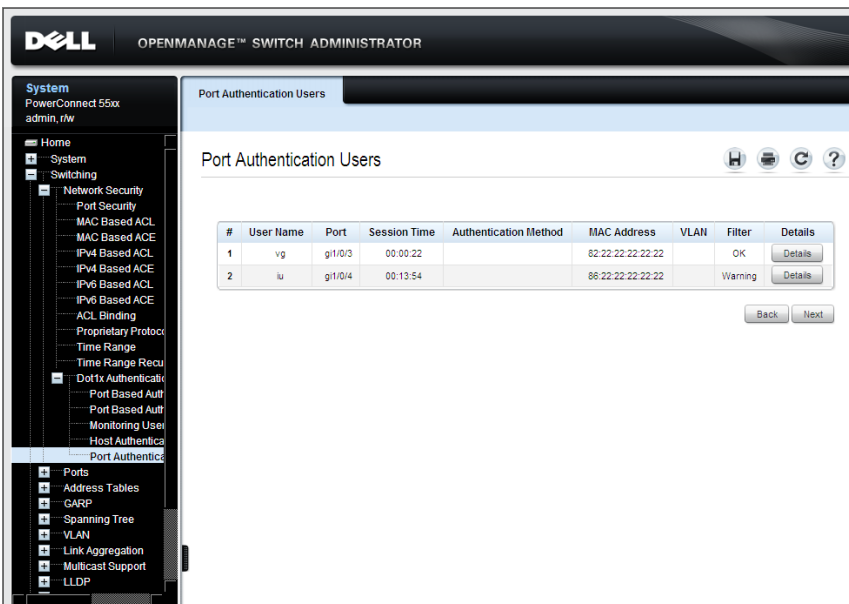 DELL
OPENMANAGE™ SWITCH ADMINISTRATOR
System
PowerConnect 55xx
admin, r/w
Home
System
Switching
Network Security
Port Security
MAC Based ACL
MAC Based ACE
IPv4 Based ACL
IPv4 Based ACE
IPv6 Based ACL
IPv6 Based ACE
ACL Binding
Proprietary Protoco
Time Range
Time Range Recu
Dot1x Authenticatio
Port Based Auth
Port Based Auth
Monitoring User
Host Authentica
Port Authentica
Ports
Address Tables
GARP
Spanning Tree
VLAN
Link Aggregation
Multicast Support
LLDP
Port Authentication Users
Port Authentication Users
?
# User Name Port Session Time Authentication Method MAC Address VLAN Filter Details
1 vg gi1/0/3 00:00:22 82:22:22:22:22:22 OK Details
2 iu gi1/0/4 00:13:54 86:22:22:22:22:22 Warning Details
Back Next